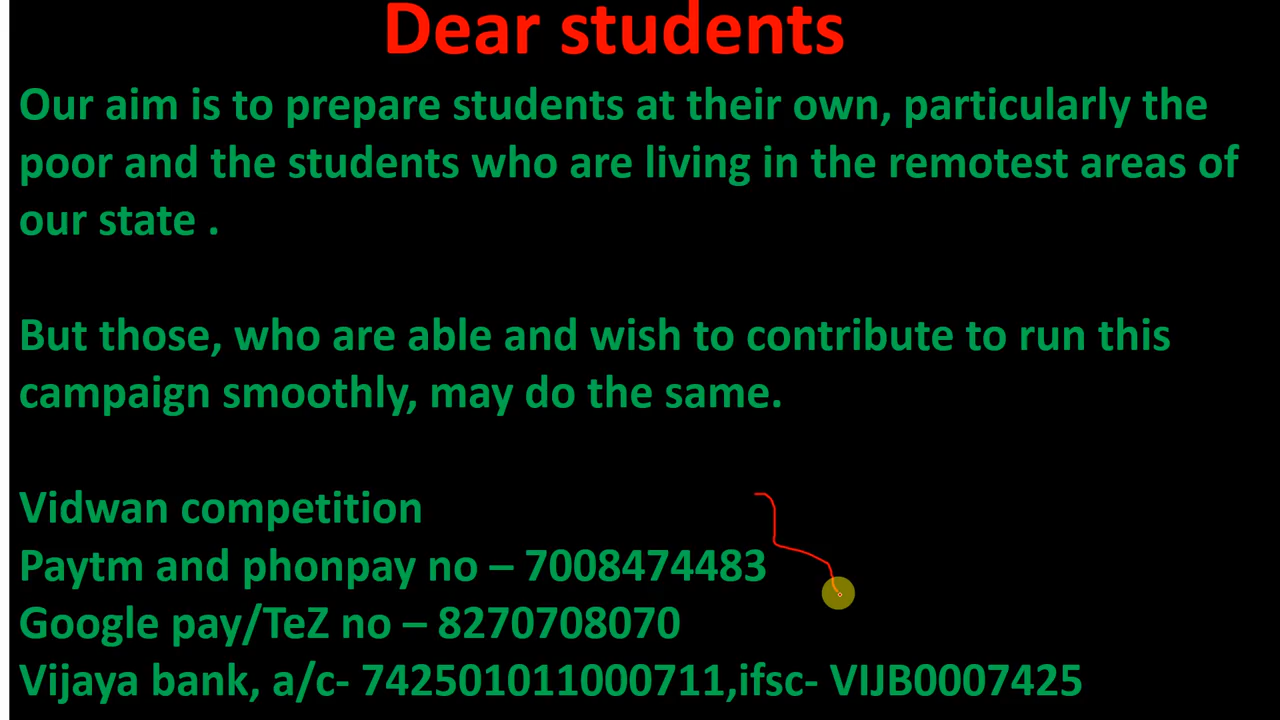 Dear students
Our aim is to prepare students at their own, particularly the
poor and the students who are living in the remotest areas of
our state .
But those, who are able and wish to contribute to run this
campaign smoothly, may do the same.
Vidwan competition
Paytm and phonpay no – 7008474483
Google pay/TeZ no – 8270708070
Vijaya bank, a/c- 742501011000711,ifsc- VIJB0007425